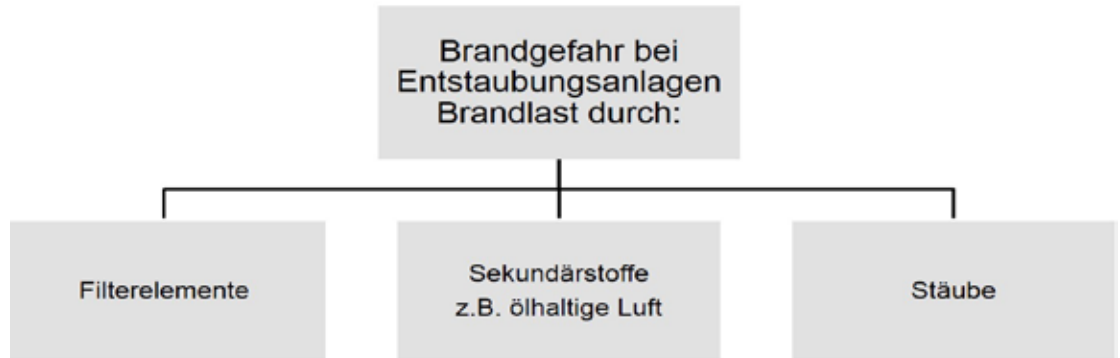 Brandgefahr bei
Entstaubungsanlagen
Brandlast durch:
Filterelemente
Sekundärstoffe
z.B. ölhaltige Luft
Stäube